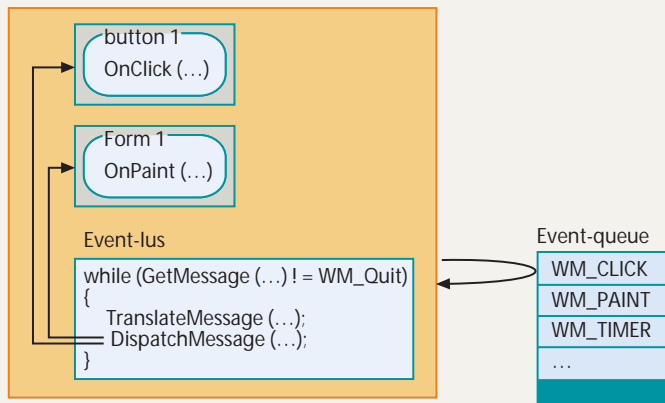 button 1
OnClick (…)
Form 1
OnPaint (…)
Event-lus
while (GetMessage (…) ! = WM_Quit)
{
TranslateMessage (…);
DispatchMessage (…);
}
Event-queue
WM_CLICK
WM_PAINT
WM_TIMER
…